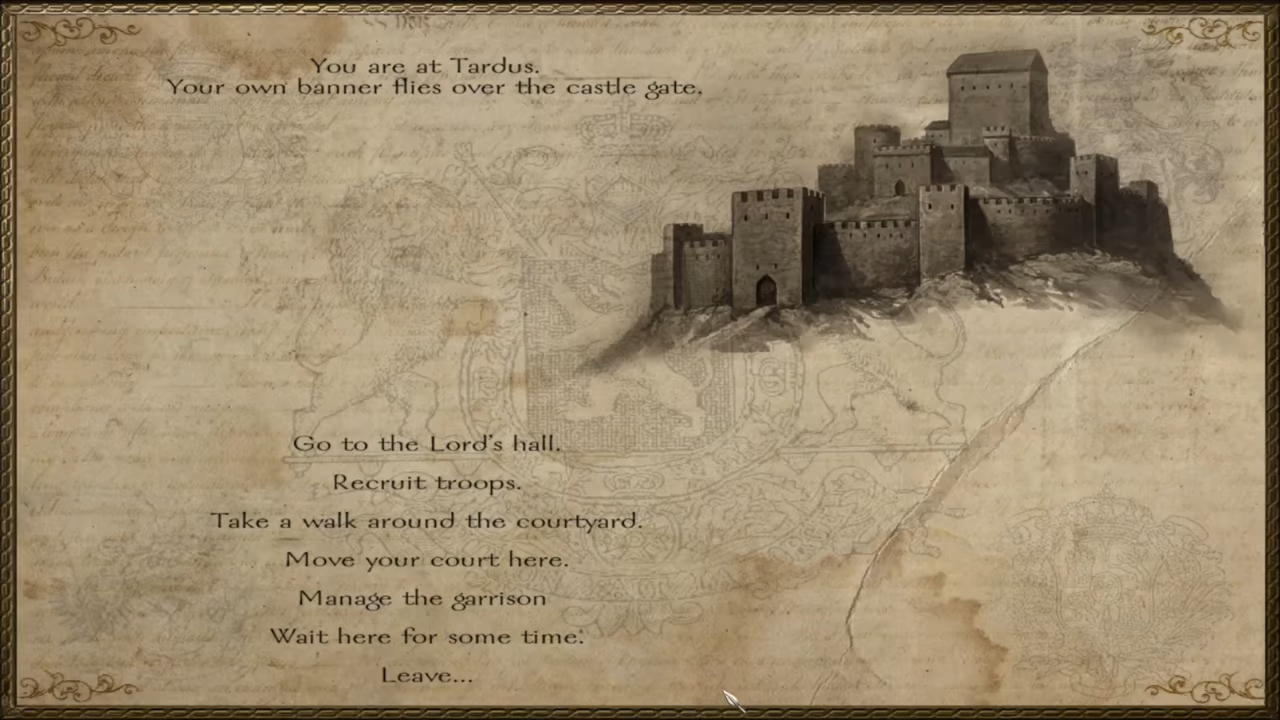 You are at Tardus.
Your own banner flies over the castle gate.
Go to the Lord's hall.
Recruit troops.
Take a walk around the courtyard.
Move your court here.
Manage the garrison
Wait here for some time.
Leave...